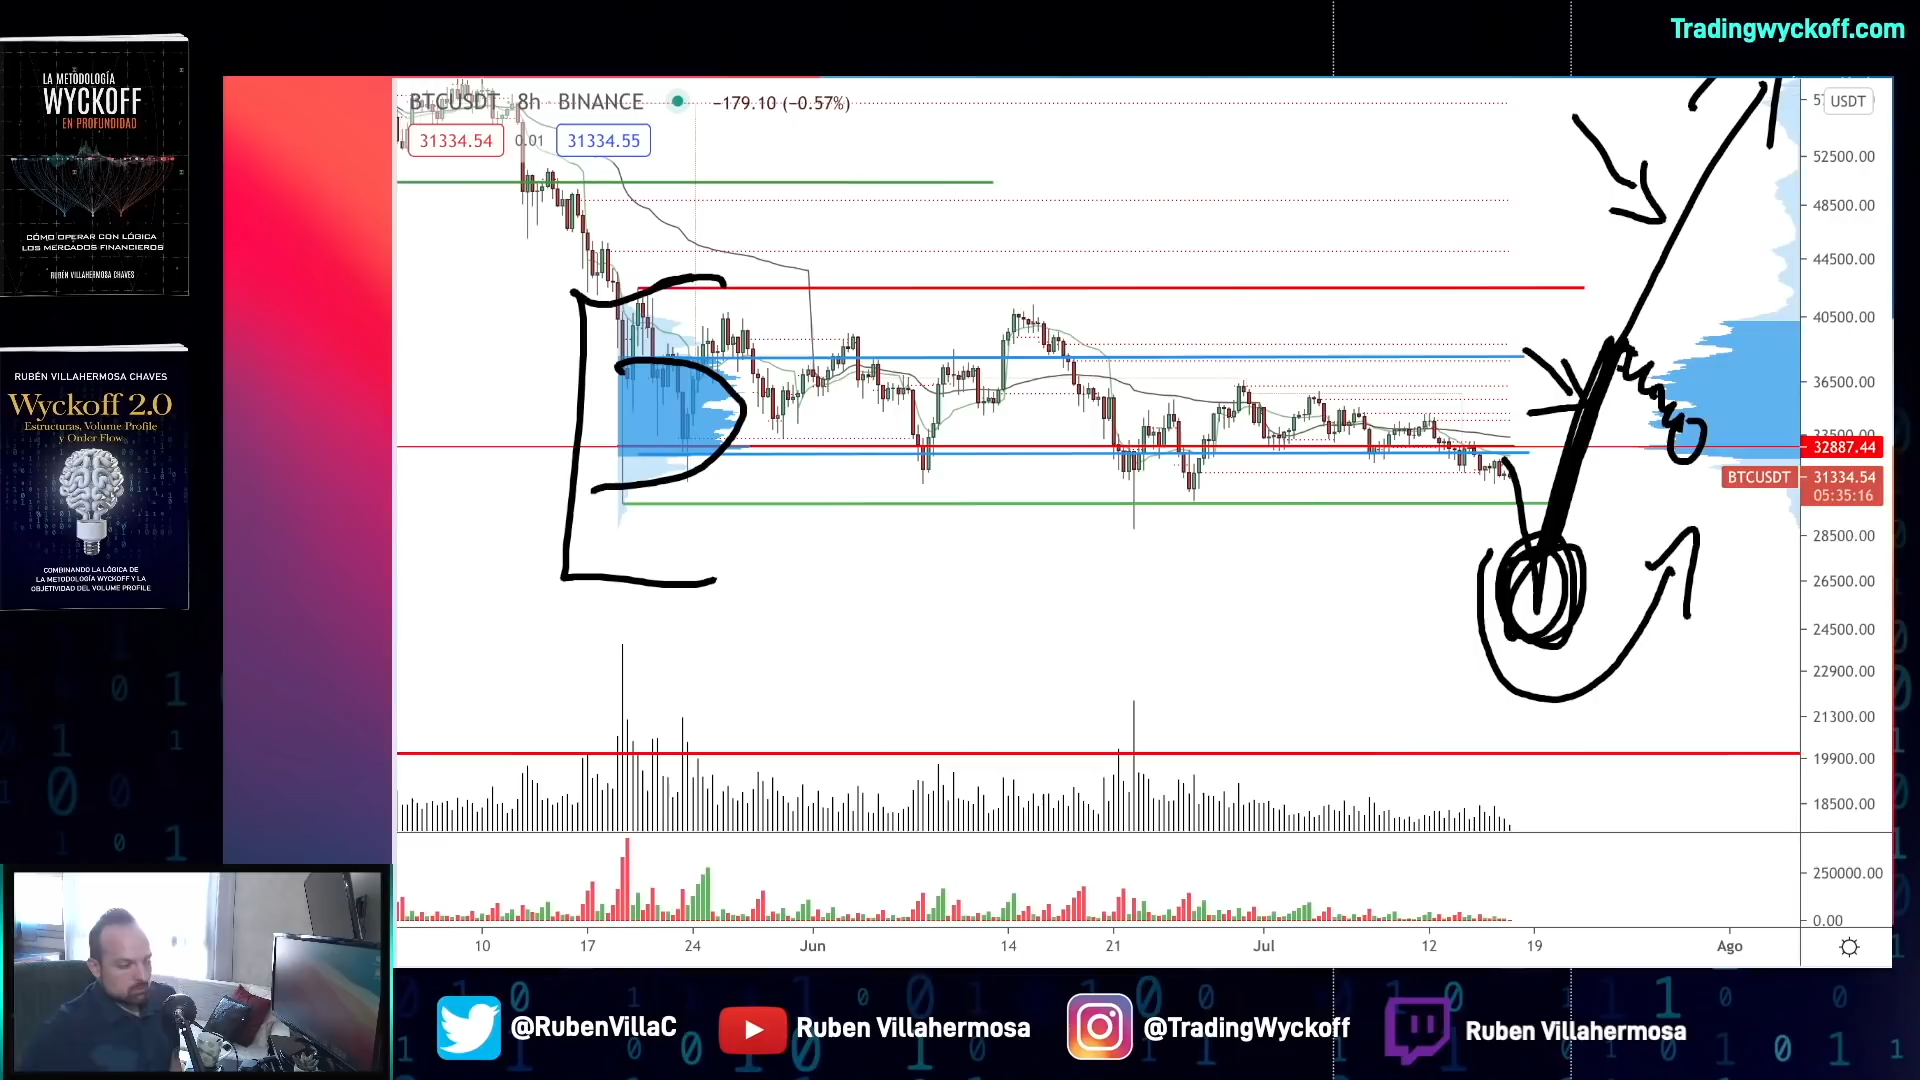 Tradingwyckoff.com
LA METODOLOGÍA
WYCKOFF
EN PROFUNDIDAD
CÓMO OPERAR CON LÓGICA
LOS MERCADOS FINANCIEROS
RUBÉN VILLAHERMOSA CHAVES
RUBÉN VILLAHERMOSA CHAVES
Wyckoff 2.0
Estructuras, Volume Profile
y Order Flow
COMBINANDO LA LÓGICA DE
LA METODOLOGÍA WYCKOFF Y LA
OBJETIVIDAD DEL VOLUME PROFILE
BTCUSDT 8h BINANCE −179.10 (−0.57%)
31334.54 0.01 31334.55
USDT
52500.00
48500.00
44500.00
40500.00
36500.00
32887.44
BTCUSDT 31334.54
05:35:16
28500.00
26500.00
24500.00
22900.00
21300.00
19900.00
18500.00
250000.00
0.00
10 17 24 Jun 14 21 Jul 12 19 Ago
@RubenVillaC
Ruben Villahermosa
@TradingWyckoff
Ruben Villahermosa